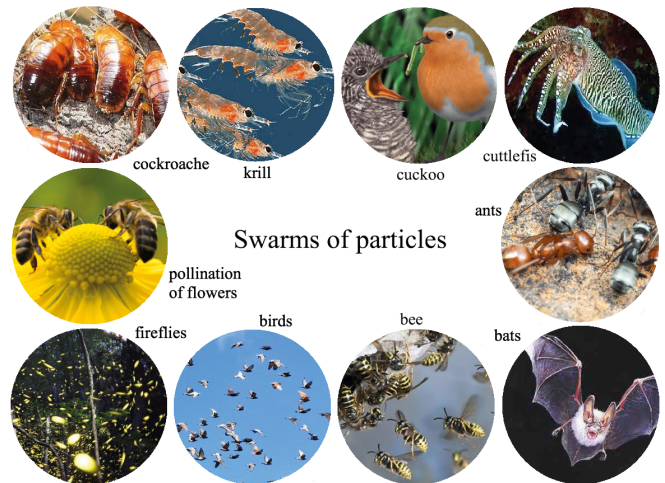 cockroache
krill
cuckoo
cuttlefis
ants
Swarms of particles
pollination
of flowers
fireflies
birds
bee
bats